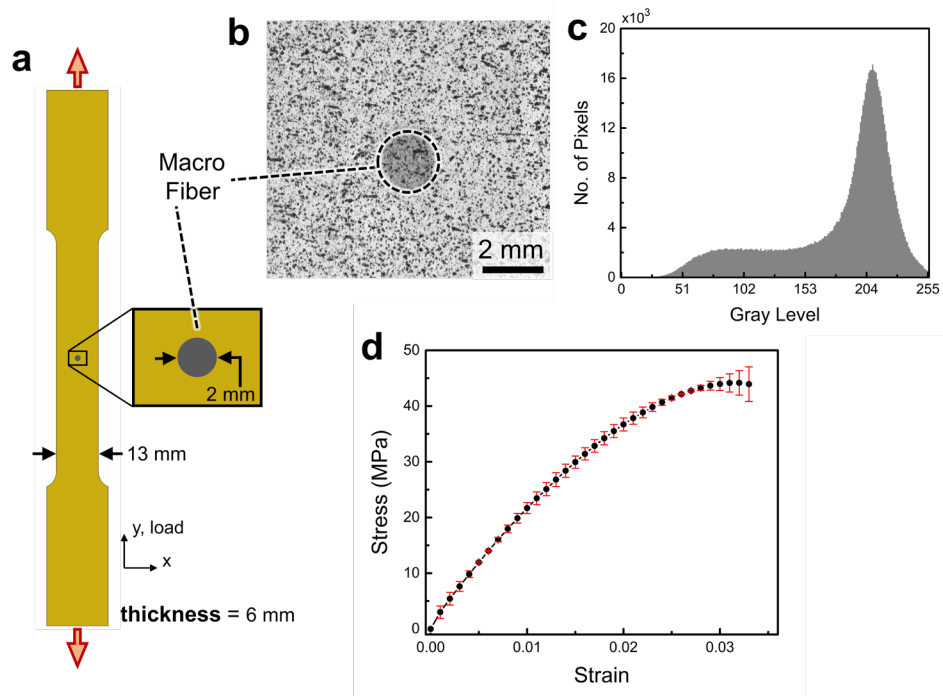 a
Macro
Fiber
2 mm
13 mm
y, load
x
thickness = 6 mm
b
2 mm
c
×10³
20
16
12
8
4
0
No. of Pixels
0 51 102 153 204 255
Gray Level
d
50
40
30
20
10
0
Stress (MPa)
0.00 0.01 0.02 0.03
Strain